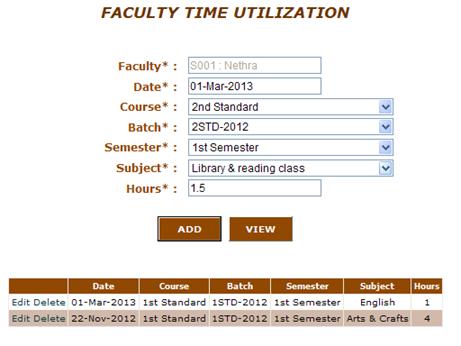 FACULTY TIME UTILIZATION
Faculty* : S001 : Nethra
Date* : 01-Mar-2013
Course* : 2nd Standard
Batch* : 2STD-2012
Semester* : 1st Semester
Subject* : Library & reading class
Hours* : 1.5
ADD VIEW
Date Course Batch Semester Subject Hours
Edit Delete 01-Mar-2013 1st Standard 1STD-2012 1st Semester English 1
Edit Delete 22-Nov-2012 1st Standard 1STD-2012 1st Semester Arts & Crafts 4